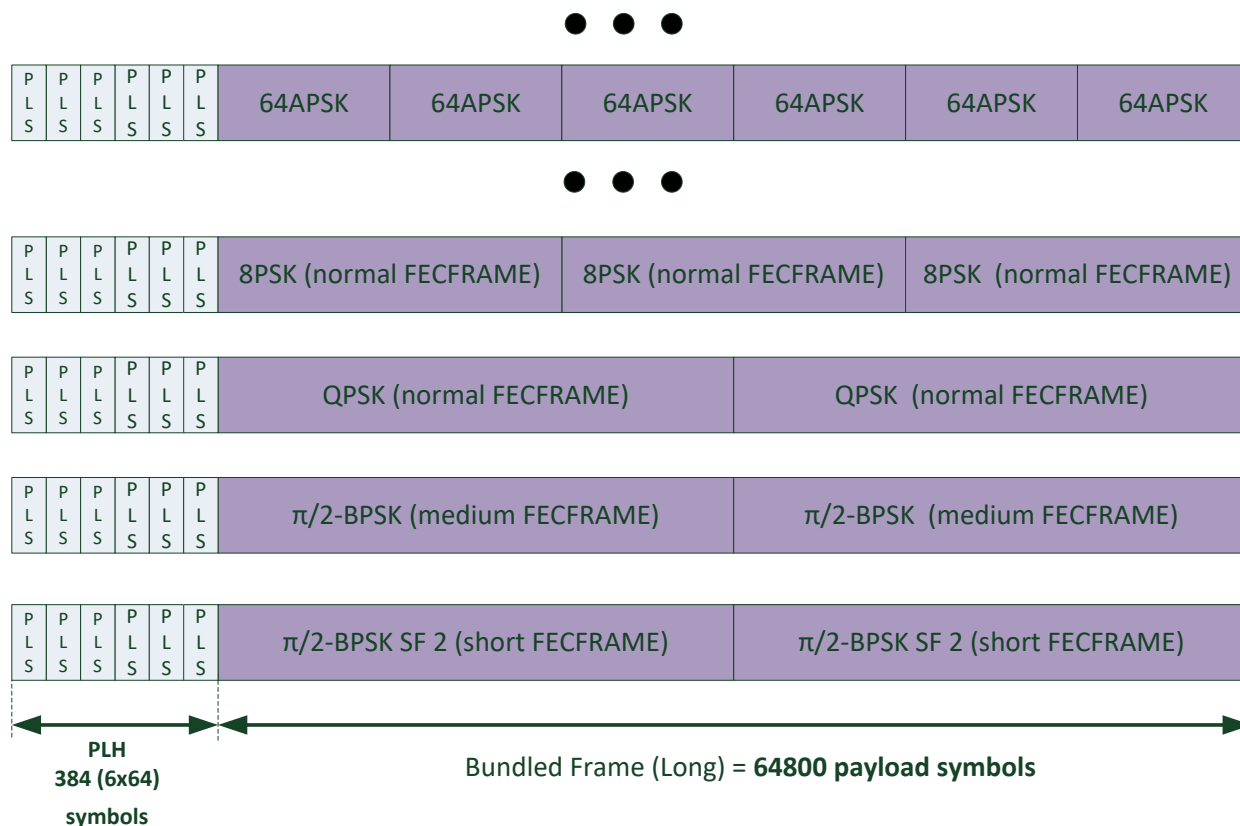 P L S P L S P L S P L S P L S P L S 64APSK 64APSK 64APSK 64APSK 64APSK 64APSK
P L S P L S P L S P L S P L S P L S 8PSK (normal FECFRAME) 8PSK (normal FECFRAME) 8PSK (normal FECFRAME)
P L S P L S P L S P L S P L S P L S QPSK (normal FECFRAME) QPSK (normal FECFRAME)
P L S P L S P L S P L S P L S P L S π/2-BPSK (medium FECFRAME) π/2-BPSK (medium FECFRAME)
P L S P L S P L S P L S P L S P L S π/2-BPSK SF 2 (short FECFRAME) π/2-BPSK SF 2 (short FECFRAME)
PLH
384 (6x64)
symbols
Bundled Frame (Long) = 64800 payload symbols